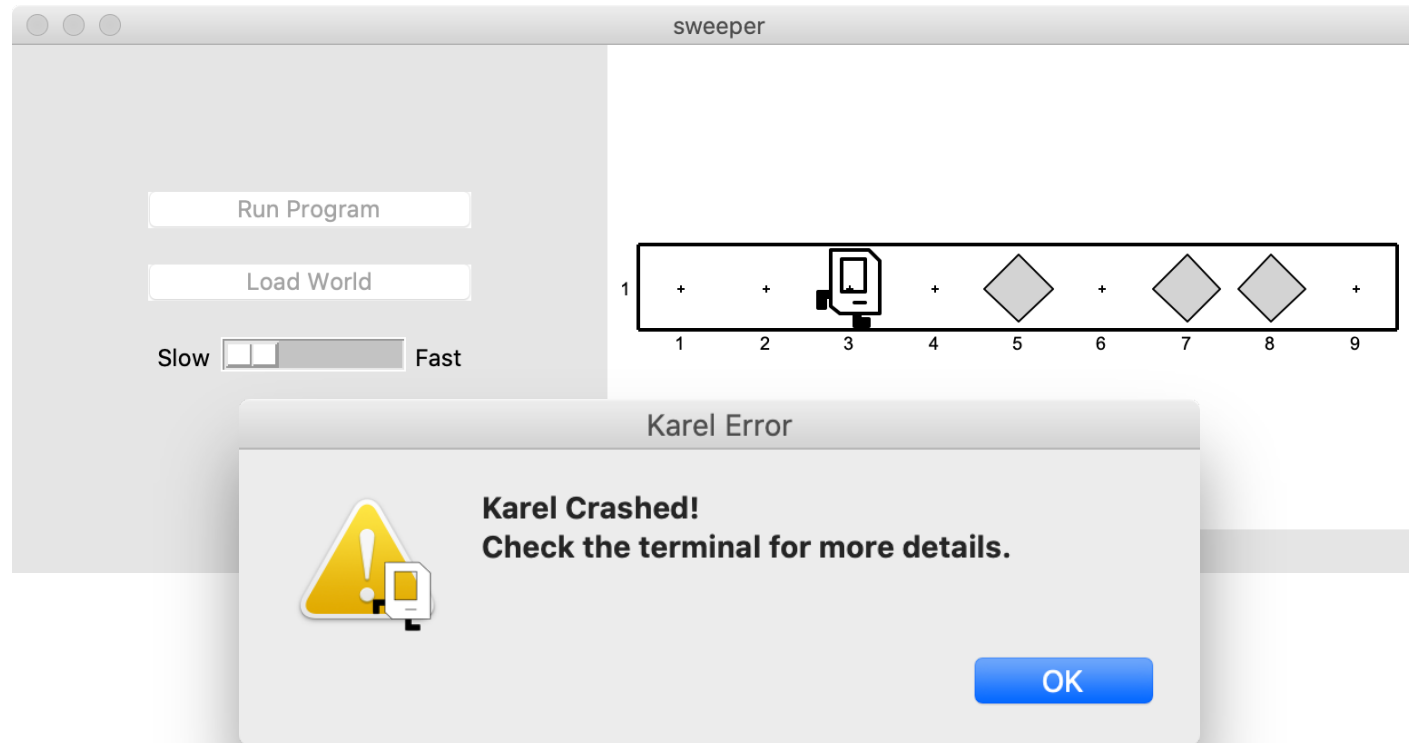 sweeper
Run Program
Load World
Slow Fast
1
1 2 3 4 5 6 7 8 9
Karel Error
Karel Crashed!
Check the terminal for more details.
OK